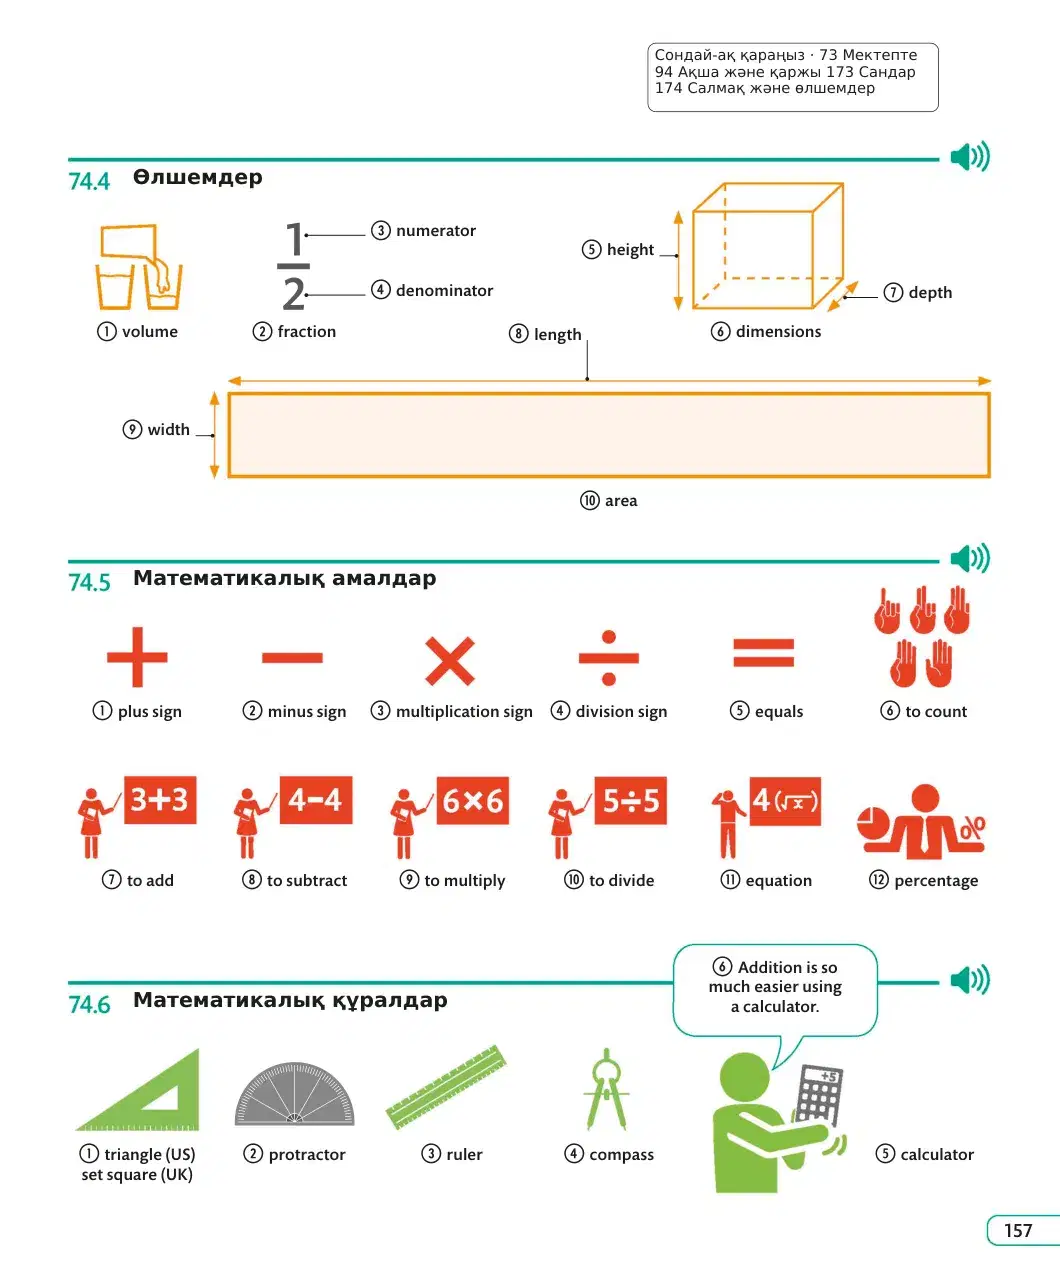 Сондай-ақ қараңыз · 73 Мектепте
94 Ақша және қаржы 173 Сандар
174 Салмақ және өлшемдер
74.4 Өлшемдер
1
2
③ numerator
④ denominator
⑤ height
⑦ depth
① volume
② fraction
⑥ dimensions
⑧ length
⑨ width
⑩ area
74.5 Математикалық амалдар
+ − × ÷ =
① plus sign
② minus sign
③ multiplication sign
④ division sign
⑤ equals
⑥ to count
3+3
4−4
6×6
5÷5
4(√x)
%
⑦ to add
⑧ to subtract
⑨ to multiply
⑩ to divide
⑪ equation
⑫ percentage
74.6 Математикалық құралдар
⑥ Addition is so
much easier using
a calculator.
+5
① triangle (US)
set square (UK)
② protractor
③ ruler
④ compass
⑤ calculator
157